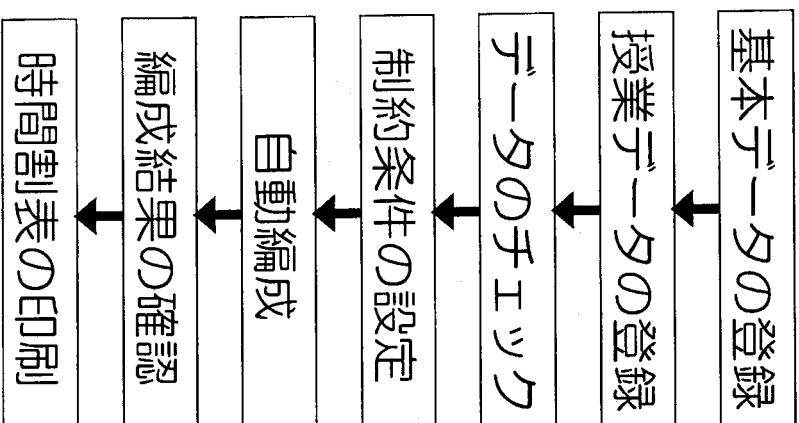 基本データの登録
授業データの登録
データのチェック
制約条件の設定
自動編成
編成結果の確認
時間割表の印刷